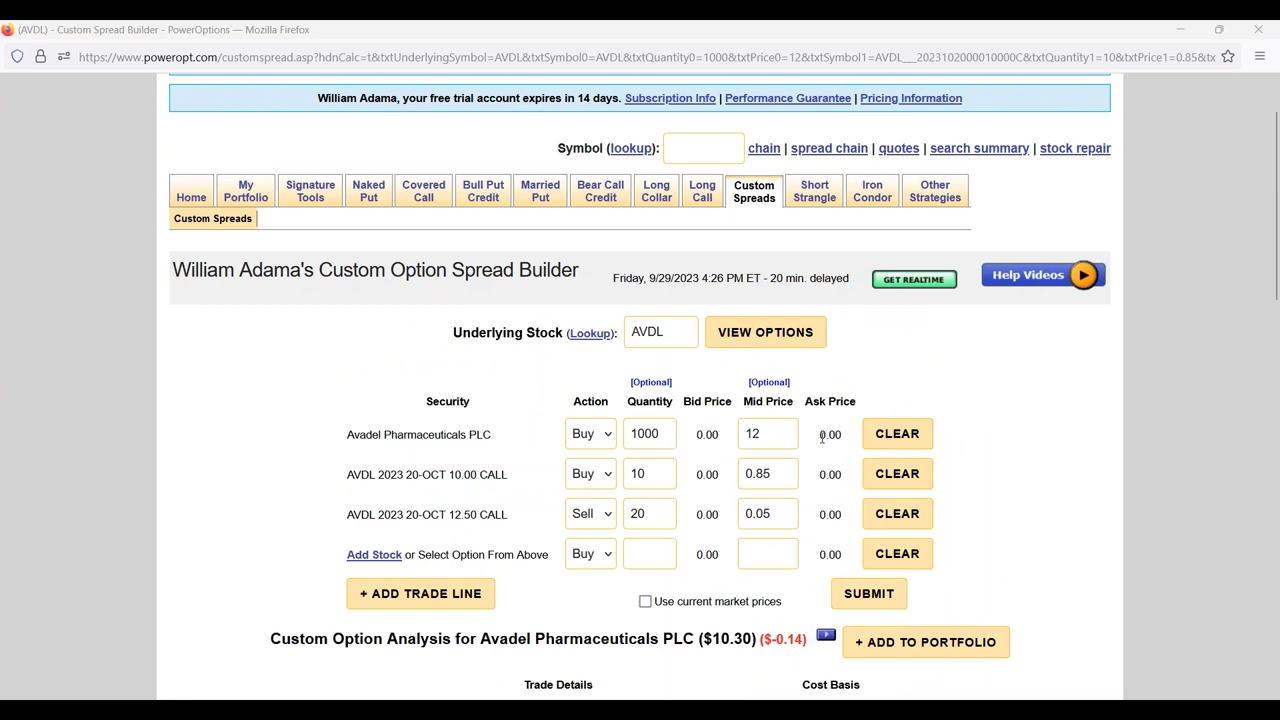 (AVDL) - Custom Spread Builder - PowerOptions — Mozilla Firefox
https://www.poweropt.com/customspread.asp?hdnCalc=t&txtUnderlyingSymbol=AVDL&txtSymbol0=AVDL&txtQuantity0=1000&txtPrice0=12&txtSymbol1=AVDL__2023102000010000C&txtQuantity1=10&txtPrice1=0.85&tx
William Adama, your free trial account expires in 14 days. Subscription Info | Performance Guarantee | Pricing Information
Symbol (lookup): chain | spread chain | quotes | search summary | stock repair
Home My Portfolio Signature Tools Naked Put Covered Call Bull Put Credit Married Put Bear Call Credit Long Collar Long Call Custom Spreads Short Strangle Iron Condor Other Strategies
Custom Spreads
William Adama's Custom Option Spread Builder Friday, 9/29/2023 4:26 PM ET - 20 min. delayed GET REALTIME Help Videos
Underlying Stock (Lookup): AVDL VIEW OPTIONS
[Optional] [Optional]
Security Action Quantity Bid Price Mid Price Ask Price
Avadel Pharmaceuticals PLC Buy 1000 0.00 12 0.00 CLEAR
AVDL 2023 20-OCT 10.00 CALL Buy 10 0.00 0.85 0.00 CLEAR
AVDL 2023 20-OCT 12.50 CALL Sell 20 0.00 0.05 0.00 CLEAR
Add Stock or Select Option From Above Buy 0.00 0.00 CLEAR
+ ADD TRADE LINE Use current market prices SUBMIT
Custom Option Analysis for Avadel Pharmaceuticals PLC ($10.30) ($-0.14) + ADD TO PORTFOLIO
Trade Details Cost Basis